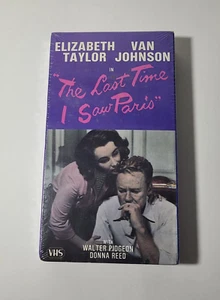 ELIZABETH VAN
TAYLOR JOHNSON
IN
"The Last Time
I Saw Paris"
WITH
WALTER PIDGEON
DONNA REED
VHS